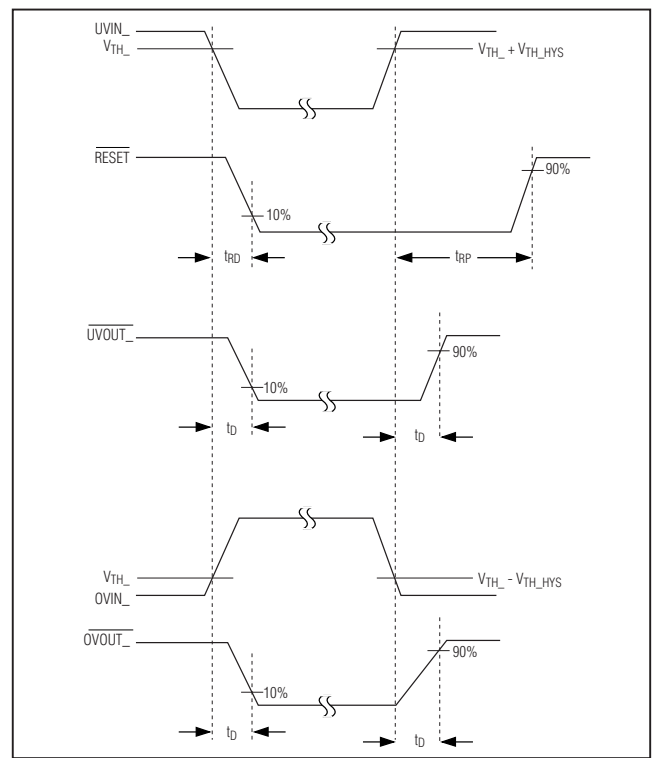 UVIN_
VTH_
VTH_ + VTH_HYS
RESET
90%
10%
tRD
tRP
UVOUT_
90%
10%
tD
tD
VTH_
VTH_ - VTH_HYS
OVIN_
OVOUT_
90%
10%
tD
tD